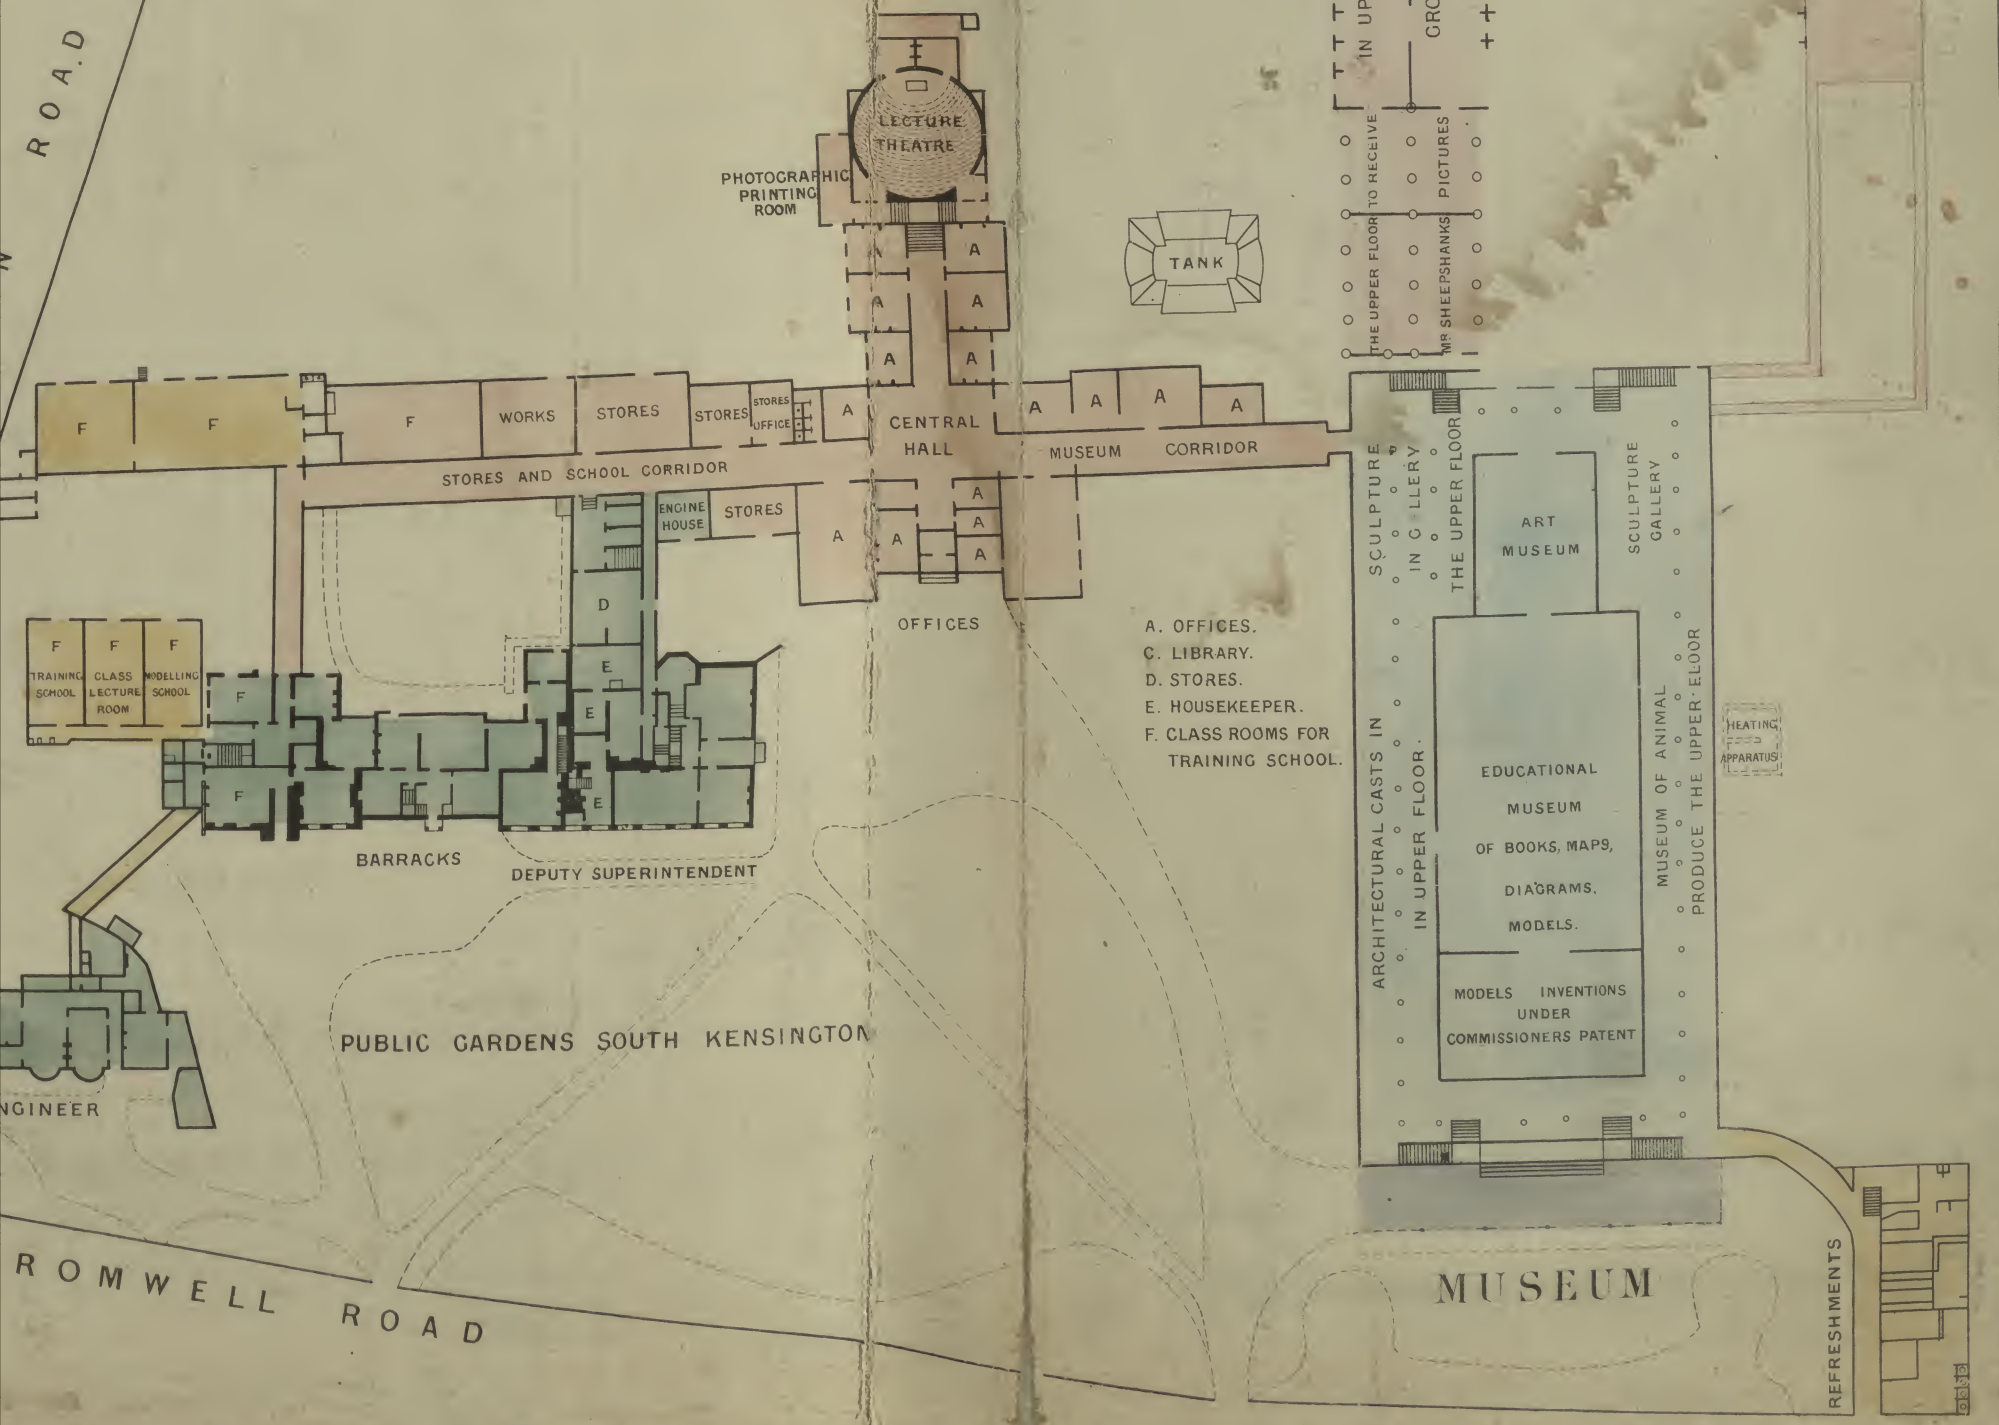 ROAD
N
LECTURE
THEATRE
PHOTOGRAPHIC
PRINTING
ROOM
A
A
A
A
A
A
TANK
IN UP
GRO
THE UPPER FLOOR TO RECEIVE
MR SHEEPSHANKS PICTURES
F
F
F
WORKS
STORES
STORES
STORES
OFFICE
A
CENTRAL
HALL
A
A
A
A
MUSEUM CORRIDOR
STORES AND SCHOOL CORRIDOR
ENGINE
HOUSE
STORES
A
A
A
A
A
OFFICES
D
E
E
E
F
TRAINING
SCHOOL
F
CLASS
LECTURE
ROOM
F
MODELLING
SCHOOL
F
F
BARRACKS
DEPUTY SUPERINTENDENT
A. OFFICES.
C. LIBRARY.
D. STORES.
E. HOUSEKEEPER.
F. CLASS ROOMS FOR
TRAINING SCHOOL.
SCULPTURE
IN G LLERY
THE UPPER FLOOR
ART
MUSEUM
SCULPTURE
GALLERY
ARCHITECTURAL CASTS IN
IN UPPER FLOOR.
EDUCATIONAL
MUSEUM
OF BOOKS, MAPS,
DIAGRAMS.
MODELS.
MODELS INVENTIONS
UNDER
COMMISSIONERS PATENT
MUSEUM OF ANIMAL
PRODUCE THE UPPER-FLOOR
HEATING
APPARATUS
PUBLIC GARDENS SOUTH KENSINGTON
NGINEER
ROMWELL ROAD
MUSEUM
REFRESHMENTS